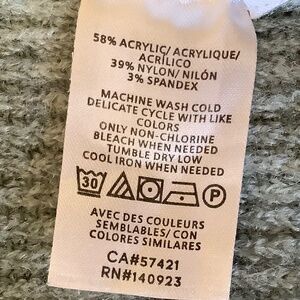 58% ACRYLIC/ ACRYLIQUE/
ACRÍLICO
39% NYLON/ NILÓN
3% SPANDEX
MACHINE WASH COLD
DELICATE CYCLE WITH LIKE
COLORS
ONLY NON-CHLORINE
BLEACH WHEN NEEDED
TUMBLE DRY LOW
COOL IRON WHEN NEEDED
30 P
AVEC DES COULEURS
SEMBLABLES/ CON
COLORES SIMILARES
CA#57421
RN#140923